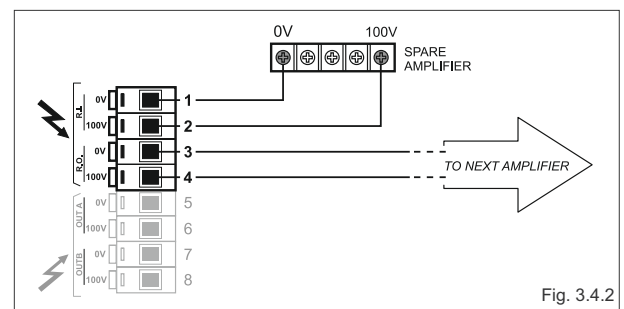 0V 100V
SPARE
AMPLIFIER
R.I.
0V 1
100V 2
R.O.
0V 3
100V 4
TO NEXT AMPLIFIER
OUT A
0V 5
100V 6
OUTB
0V 7
100V 8
Fig. 3.4.2